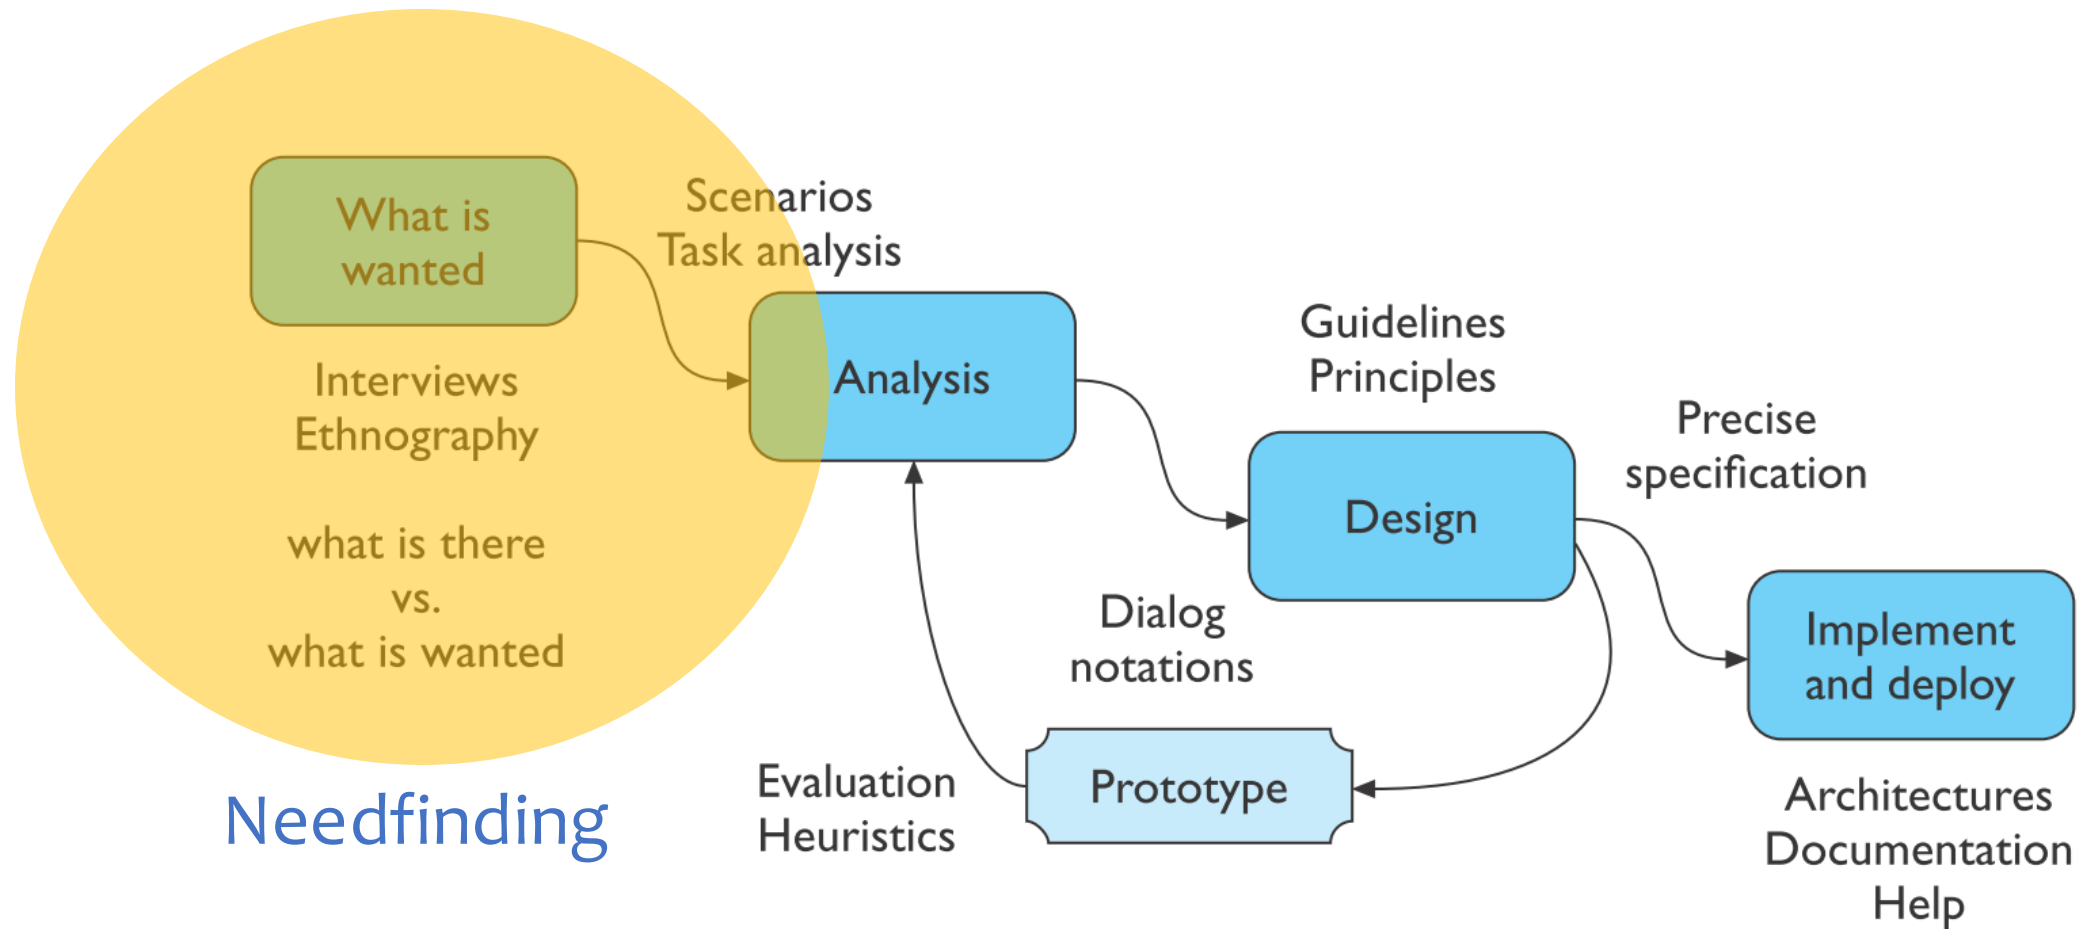 What is
wanted
Interviews
Ethnography
what is there
vs.
what is wanted
Needfinding
Scenarios
Task analysis
Analysis
Guidelines
Principles
Design
Precise
specification
Dialog
notations
Prototype
Evaluation
Heuristics
Implement
and deploy
Architectures
Documentation
Help